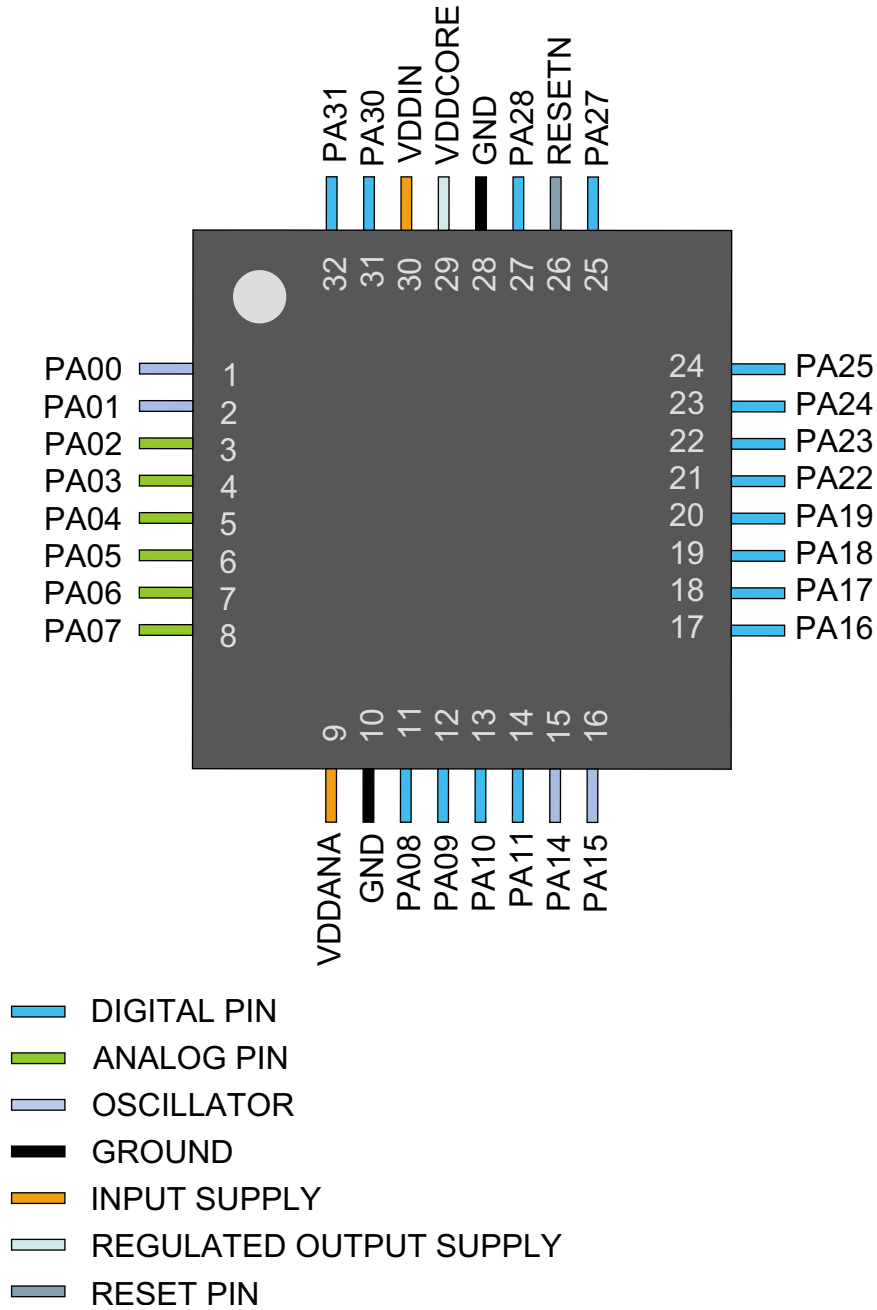 PA31 PA30 VDDIN VDDCORE GND PA28 RESETN PA27
32 31 30 29 28 27 26 25
PA00 1 24 PA25
PA01 2 23 PA24
PA02 3 22 PA23
PA03 4 21 PA22
PA04 5 20 PA19
PA05 6 19 PA18
PA06 7 18 PA17
PA07 8 17 PA16
9 10 11 12 13 14 15 16
VDDANA GND PA08 PA09 PA10 PA11 PA14 PA15
DIGITAL PIN
ANALOG PIN
OSCILLATOR
GROUND
INPUT SUPPLY
REGULATED OUTPUT SUPPLY
RESET PIN